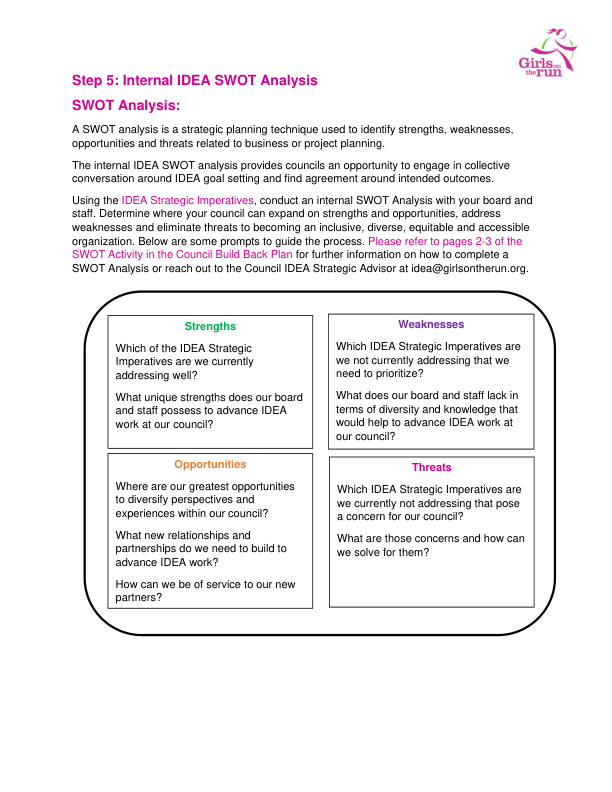 Girls on
the run
Step 5: Internal IDEA SWOT Analysis
SWOT Analysis:
A SWOT analysis is a strategic planning technique used to identify strengths, weaknesses,
opportunities and threats related to business or project planning.
The internal IDEA SWOT analysis provides councils an opportunity to engage in collective
conversation around IDEA goal setting and find agreement around intended outcomes.
Using the IDEA Strategic Imperatives, conduct an internal SWOT Analysis with your board and
staff. Determine where your council can expand on strengths and opportunities, address
weaknesses and eliminate threats to becoming an inclusive, diverse, equitable and accessible
organization. Below are some prompts to guide the process. Please refer to pages 2-3 of the
SWOT Activity in the Council Build Back Plan for further information on how to complete a
SWOT Analysis or reach out to the Council IDEA Strategic Advisor at idea@girlsontherun.org.
Strengths
Which of the IDEA Strategic
Imperatives are we currently
addressing well?
What unique strengths does our board
and staff possess to advance IDEA
work at our council?
Weaknesses
Which IDEA Strategic Imperatives are
we not currently addressing that we
need to prioritize?
What does our board and staff lack in
terms of diversity and knowledge that
would help to advance IDEA work at
our council?
Opportunities
Where are our greatest opportunities
to diversify perspectives and
experiences within our council?
What new relationships and
partnerships do we need to build to
advance IDEA work?
How can we be of service to our new
partners?
Threats
Which IDEA Strategic Imperatives are
we currently not addressing that pose
a concern for our council?
What are those concerns and how can
we solve for them?